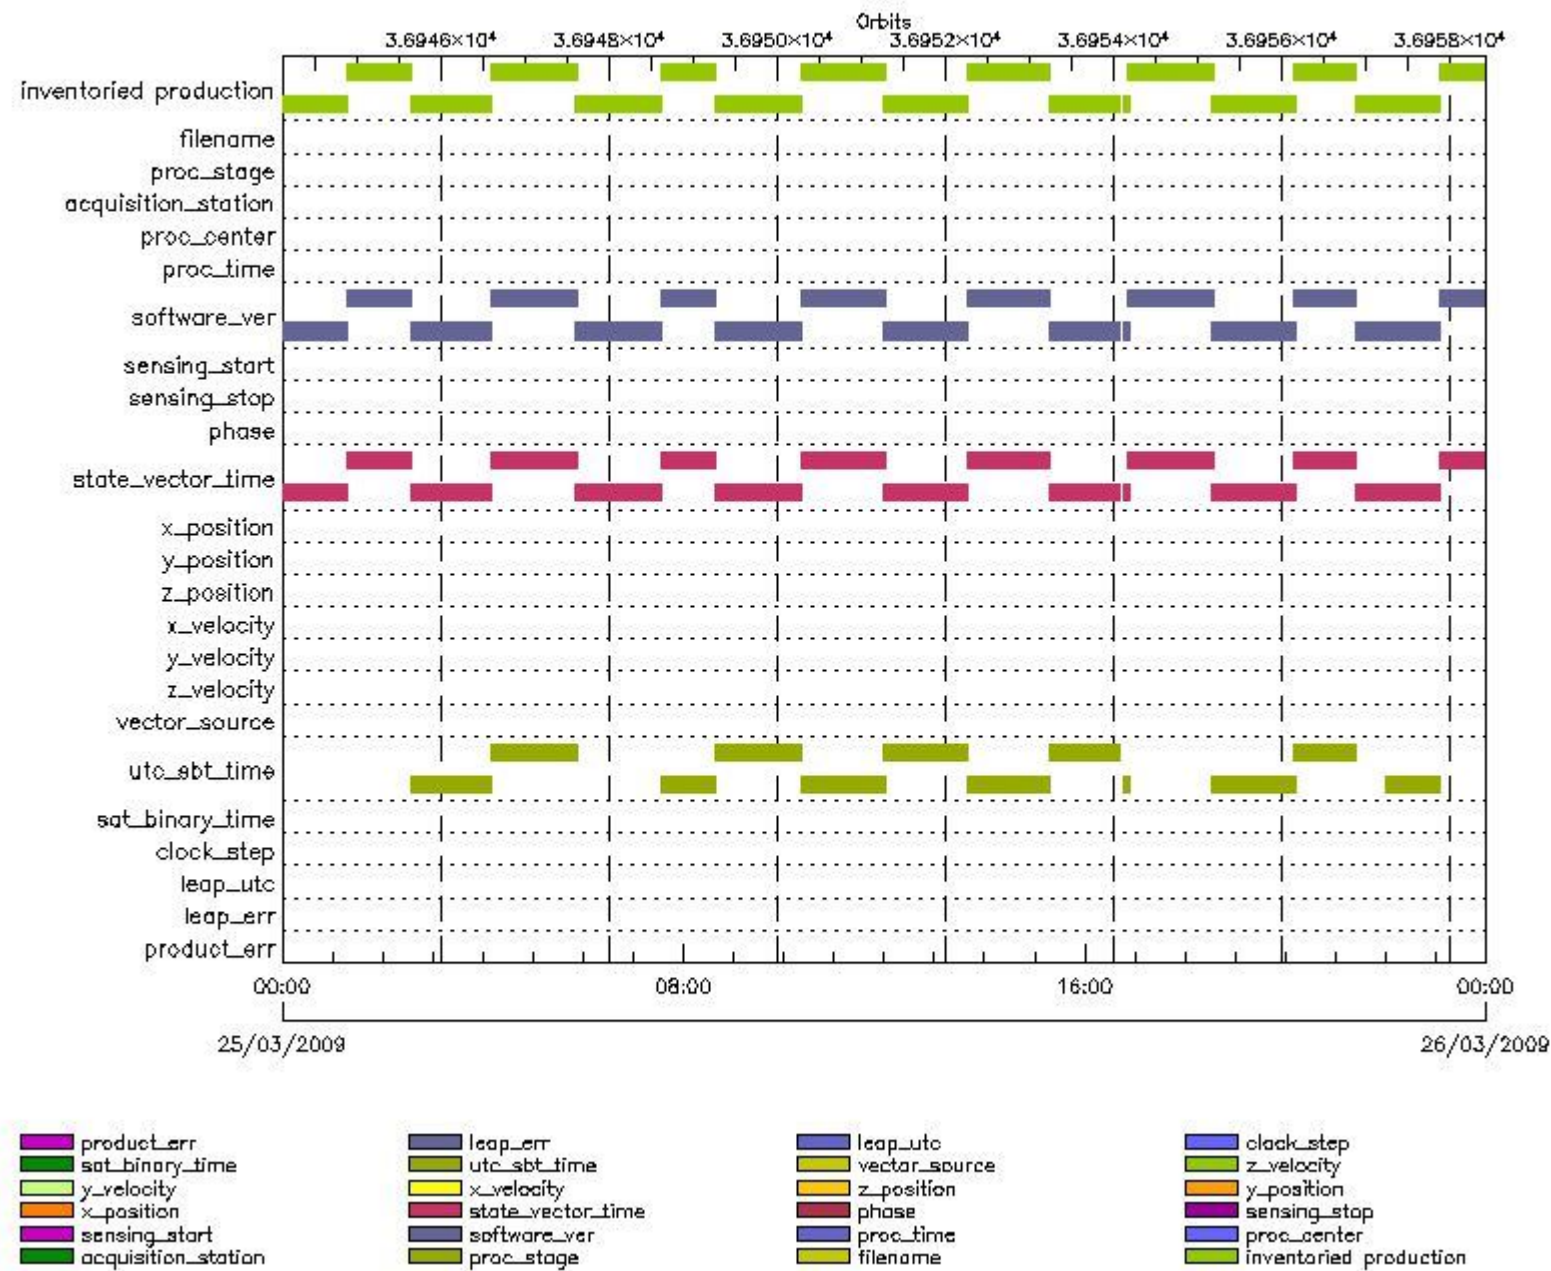 Orbits
3.6946×10⁴ 3.6948×10⁴ 3.6950×10⁴ 3.6952×10⁴ 3.6954×10⁴ 3.6956×10⁴ 3.6958×10⁴
inventoried production
filename
proc_stage
acquisition_station
proc_center
proc_time
software_ver
sensing_start
sensing_stop
phase
state_vector_time
x_position
y_position
z_position
x_velocity
y_velocity
z_velocity
vector_source
utc_sbt_time
sat_binary_time
clock_step
leap_utc
leap_err
product_err
00:00 08:00 16:00 00:00
25/03/2009 26/03/2009
product_err leap_err leap_utc clock_step
sat_binary_time utc_sbt_time vector_source z_velocity
y_velocity x_velocity z_position y_position
x_position state_vector_time phase sensing_stop
sensing_start software_ver proc_time proc_center
acquisition_station proc_stage filename inventoried production